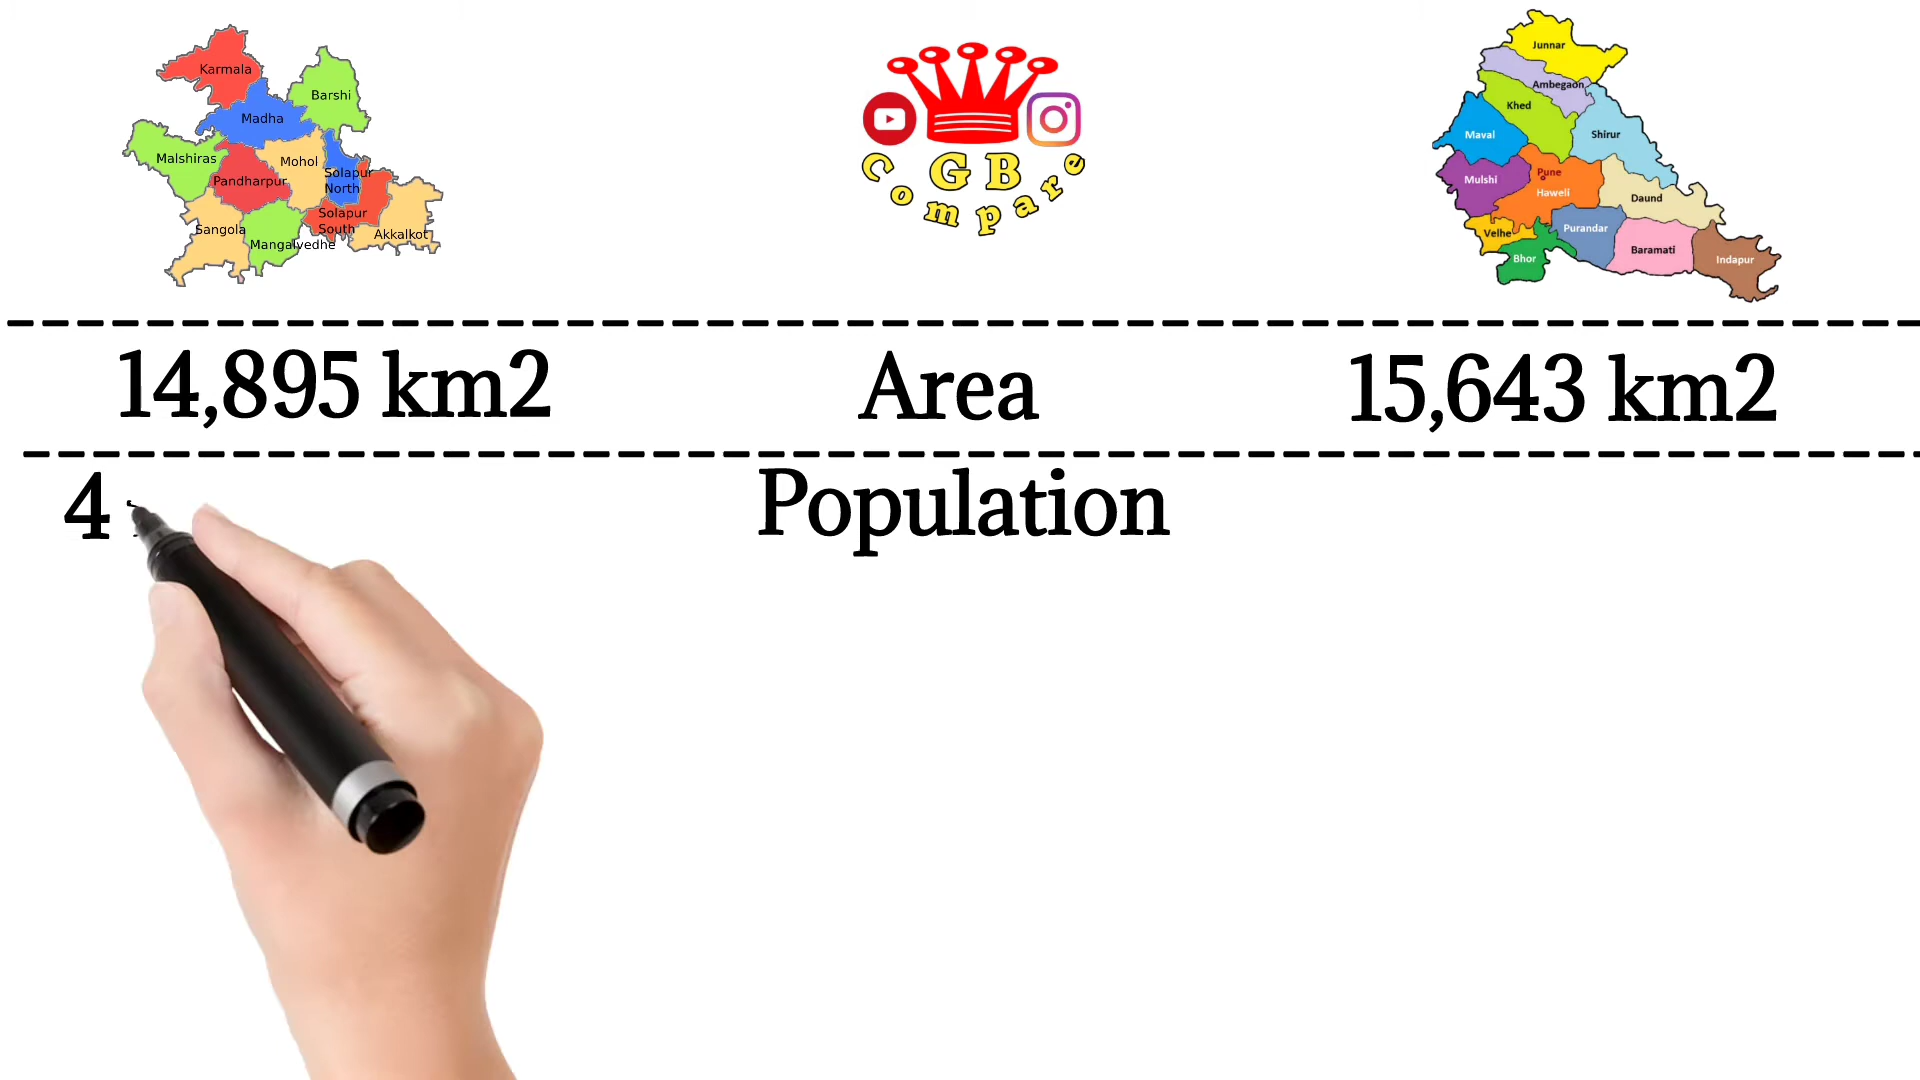 Karmala
Barshi
Madha
Malshiras
Mohol
Pandharpur
Solapur
North
Solapur
South
Sangola
Akkalkot
Mangalvedhe
GB
Compare
Junnar
Ambegaon
Khed
Maval
Shirur
Mulshi
Pune
Haweli
Daund
Velhe
Purandar
Baramati
Bhor
Indapur
14,895 km2 Area 15,643 km2
4 Population